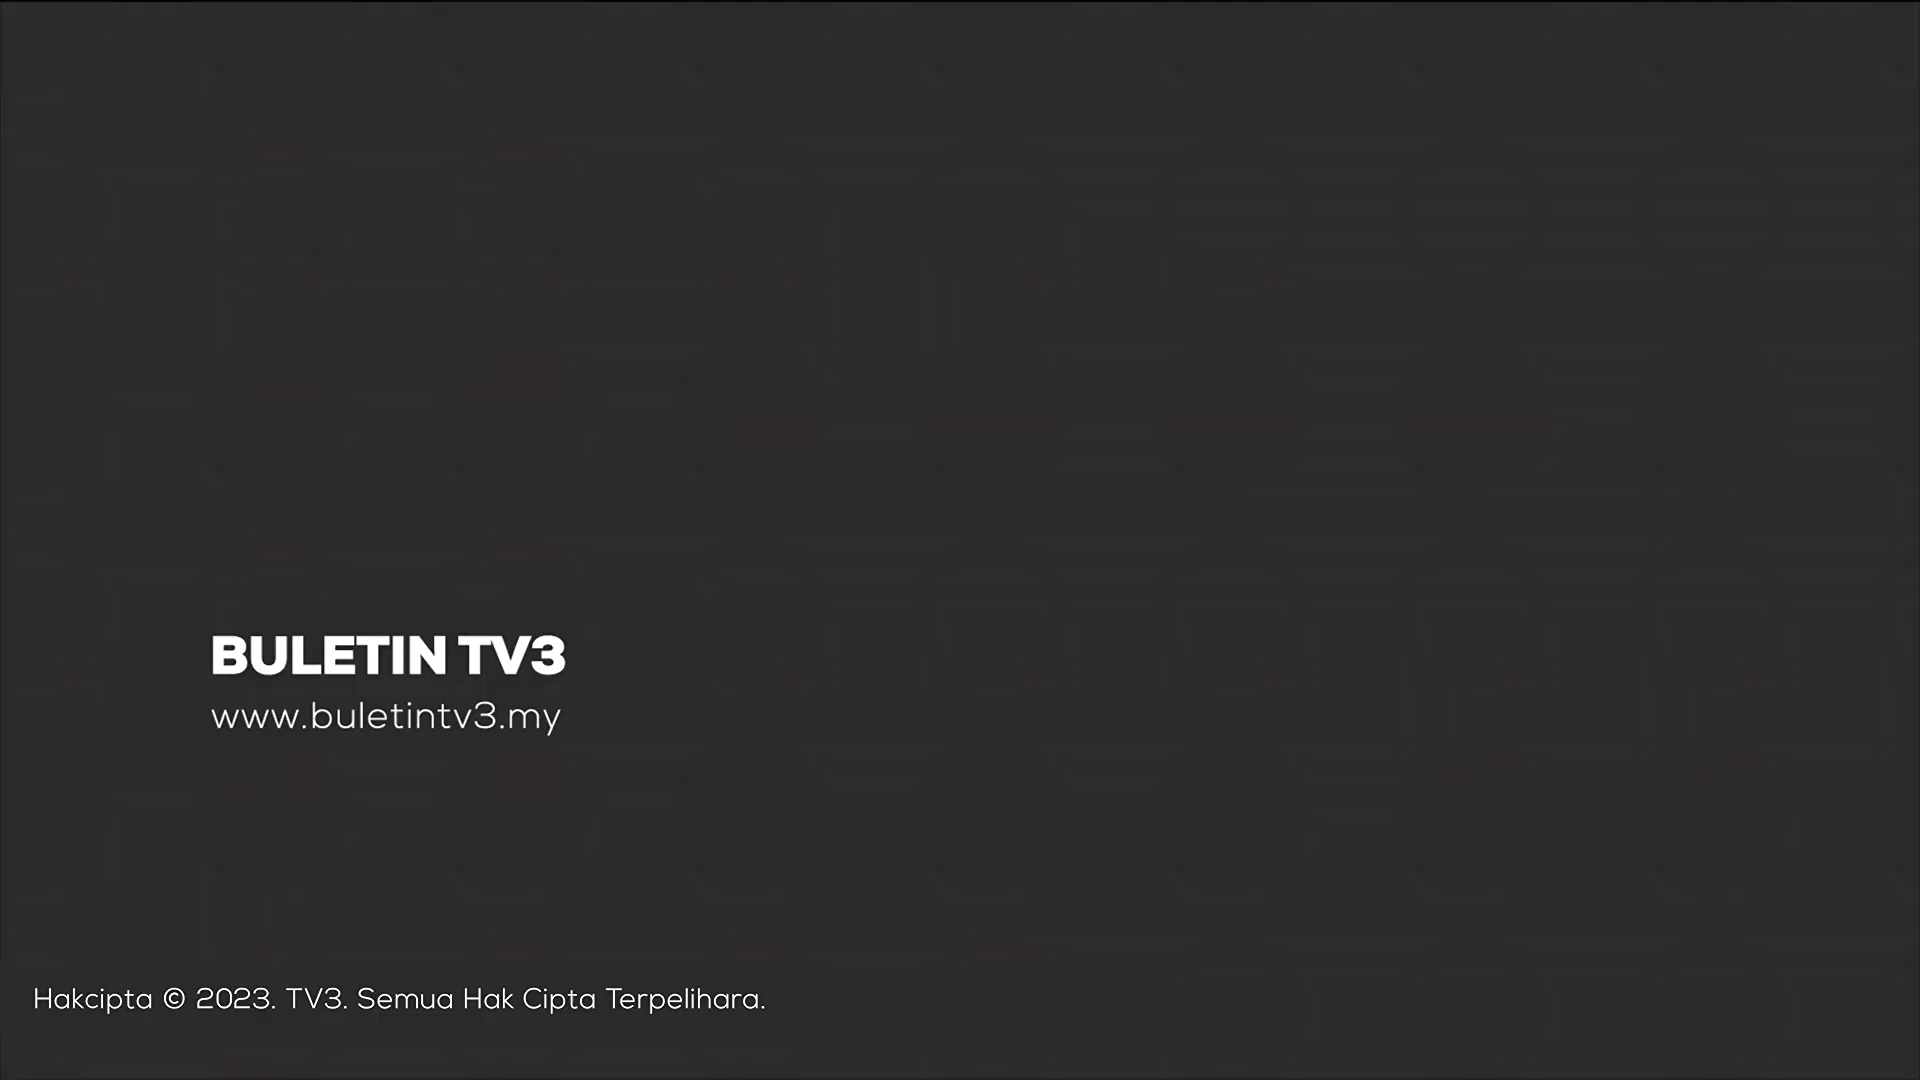 BULETIN TV3
www.buletintv3.my
Hakcipta © 2023. TV3. Semua Hak Cipta Terpelihara.